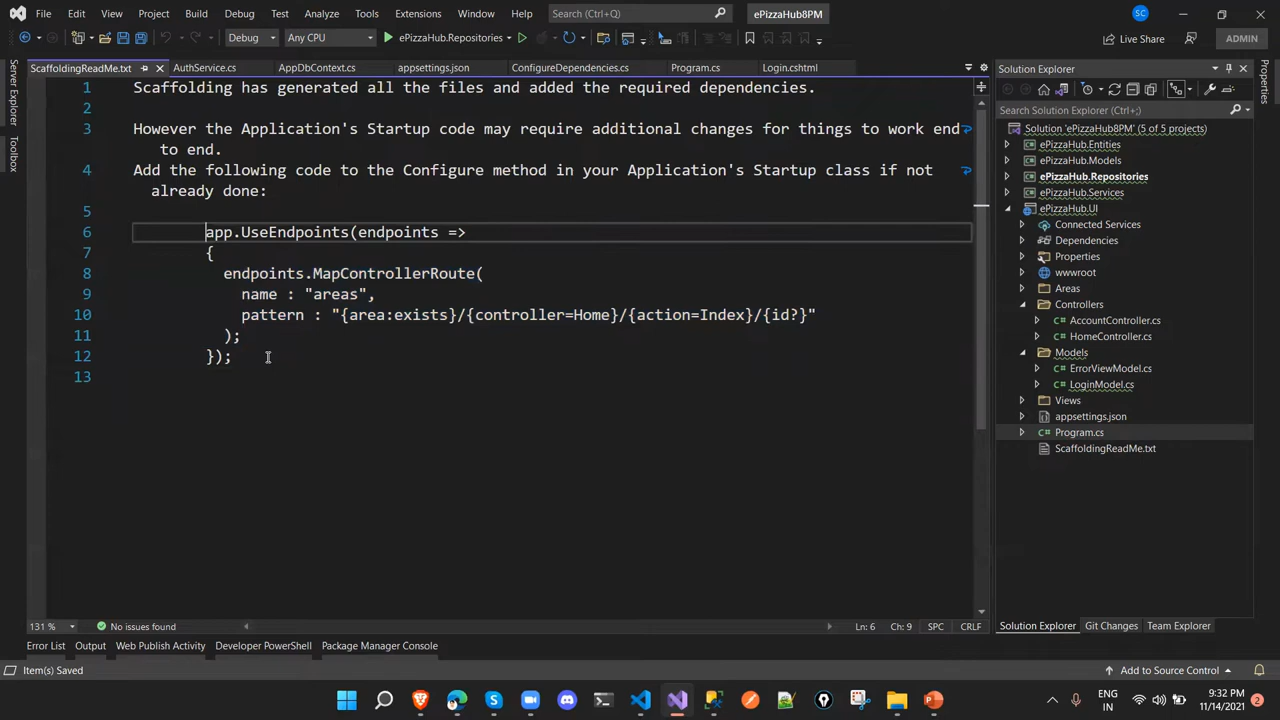 File Edit View Project Build Debug Test Analyze Tools Extensions Window Help Search (Ctrl+Q) ePizzaHub8PM SC
Debug Any CPU ePizzaHub.Repositories Live Share ADMIN
Server Explorer
Toolbox
ScaffoldingReadMe.txt AuthService.cs AppDbContext.cs appsettings.json ConfigureDependencies.cs Program.cs Login.cshtml
1 Scaffolding has generated all the files and added the required dependencies.
2
3 However the Application's Startup code may require additional changes for things to work end
to end.
4 Add the following code to the Configure method in your Application's Startup class if not
already done:
5
6 app.UseEndpoints(endpoints =>
7 {
8 endpoints.MapControllerRoute(
9 name : "areas",
10 pattern : "{area:exists}/{controller=Home}/{action=Index}/{id?}"
11 );
12 });
13
131 % No issues found Ln: 6 Ch: 9 SPC CRLF
Solution Explorer
Search Solution Explorer (Ctrl+;)
Solution 'ePizzaHub8PM' (5 of 5 projects)
ePizzaHub.Entities
ePizzaHub.Models
ePizzaHub.Repositories
ePizzaHub.Services
ePizzaHub.UI
Connected Services
Dependencies
Properties
wwwroot
Areas
Controllers
C# AccountController.cs
C# HomeController.cs
Models
C# ErrorViewModel.cs
C# LoginModel.cs
Views
appsettings.json
C# Program.cs
ScaffoldingReadMe.txt
Solution Explorer Git Changes Team Explorer
Properties
Error List Output Web Publish Activity Developer PowerShell Package Manager Console
Item(s) Saved Add to Source Control
ENG
IN
9:32 PM
11/14/2021
2